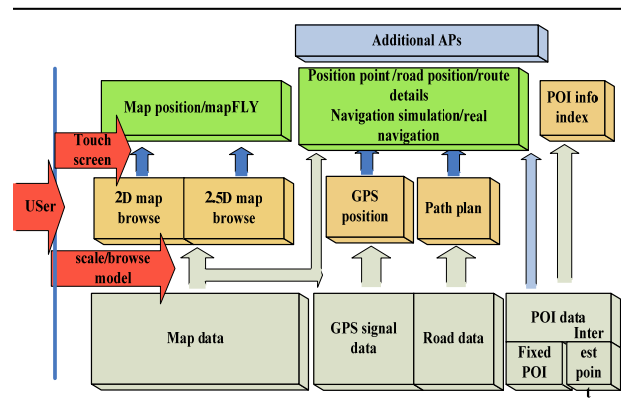 Additional APs
Position point /road position/route
details
Navigation simulation/real
navigation
Map position/mapFLY
POI info
index
Touch
screen
USer
2D map
browse
2.5D map
browse
GPS
position
Path plan
scale/browse
model
Map data
GPS signal
data
Road data
POI data
Fixed
POI
Inter
est
poin
t